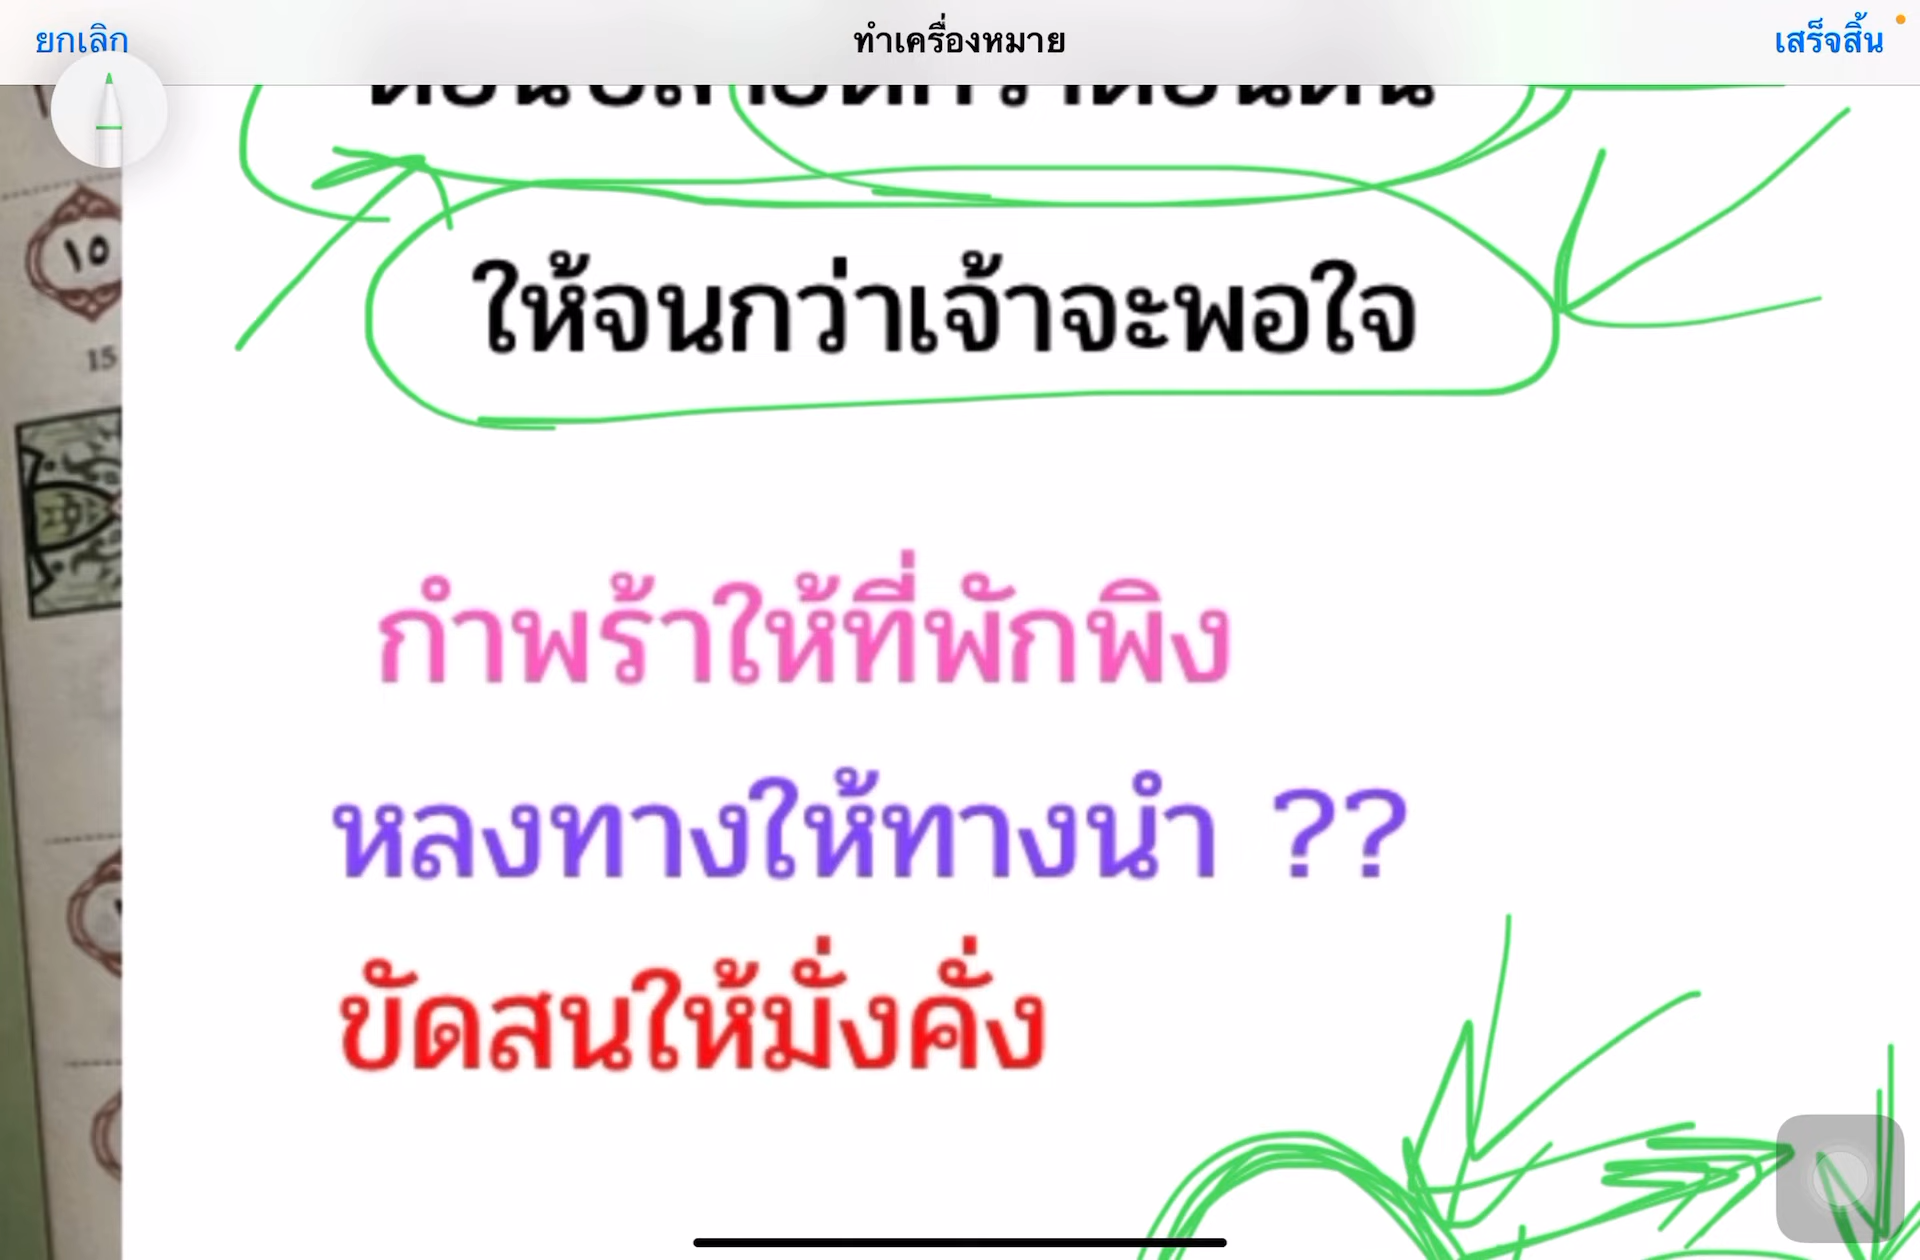 ยกเลิก
ทำเครื่องหมาย
เสร็จสิ้น
ให้จนกว่าเจ้าจะพอใจ
กำพร้าให้ที่พักพิง
หลงทางให้ทางนำ ??
ขัดสนให้มั่งคั่ง
١٥
15